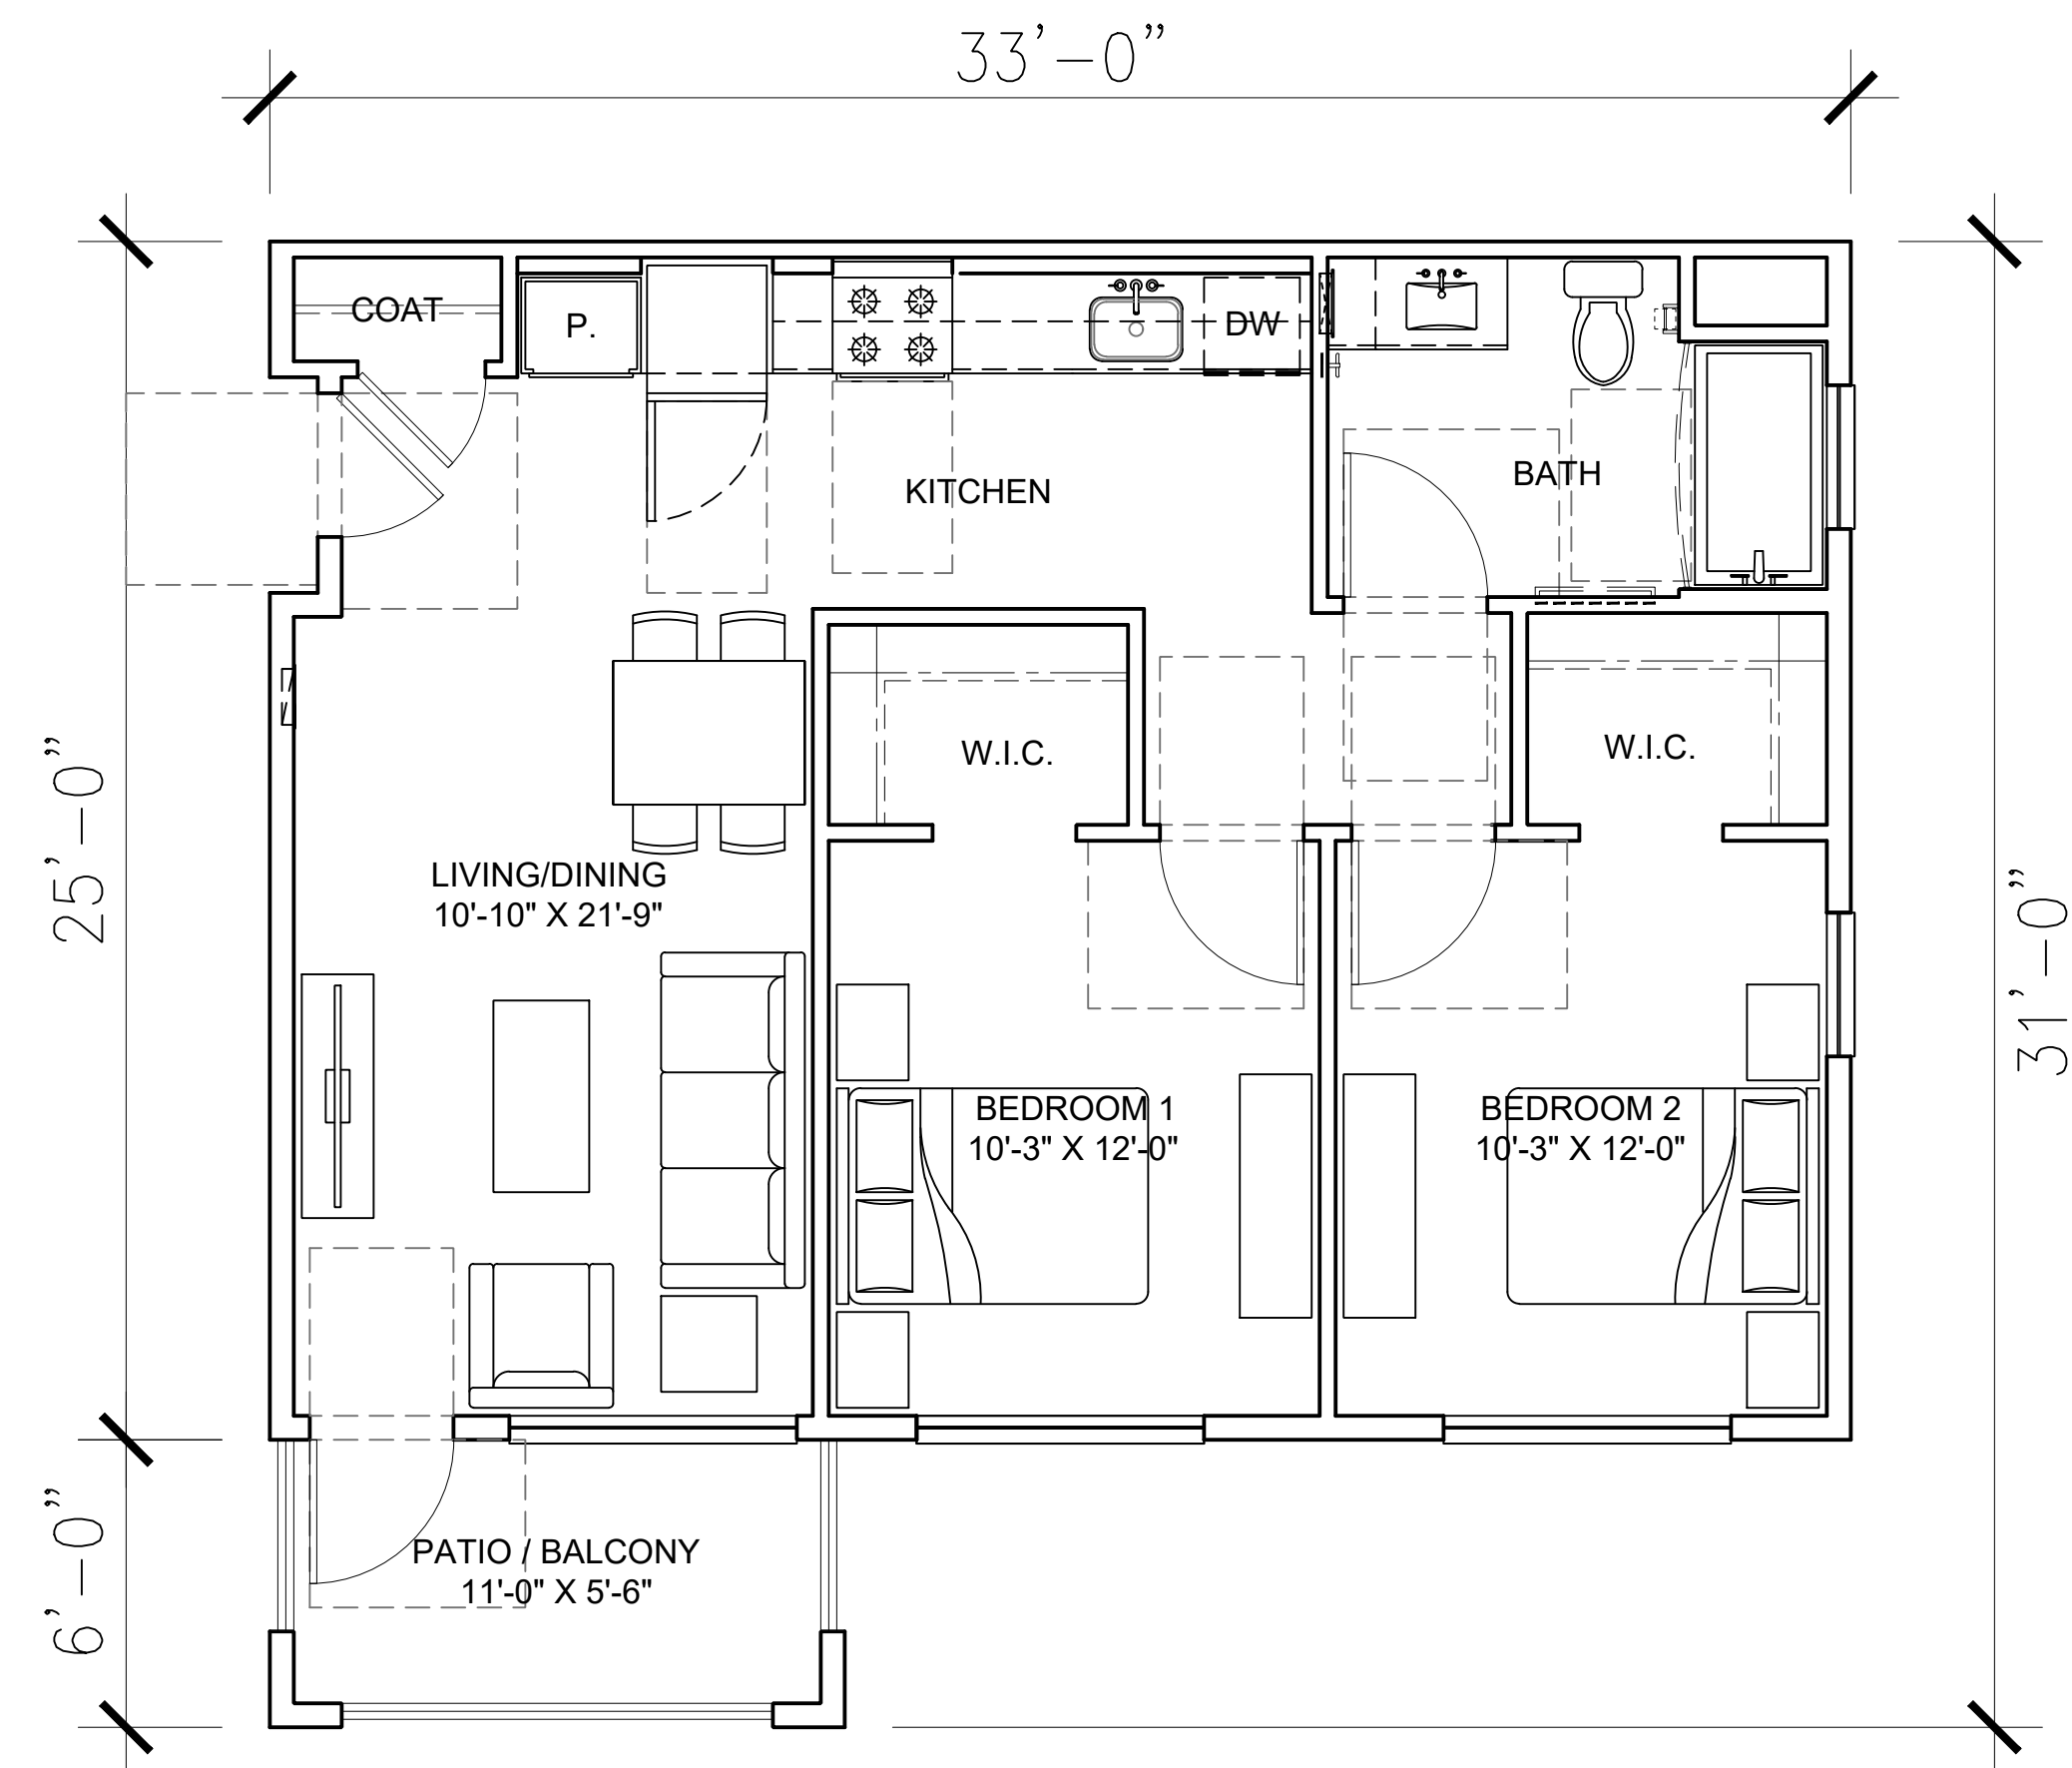 33'-0"
COAT
P.
DW
KITCHEN
BATH
W.I.C.
W.I.C.
25'-0"
31'-0"
LIVING/DINING
10'-10" X 21'-9"
BEDROOM 1
10'-3" X 12'-0"
BEDROOM 2
10'-3" X 12'-0"
6'-0"
PATIO / BALCONY
11'-0" X 5'-6"